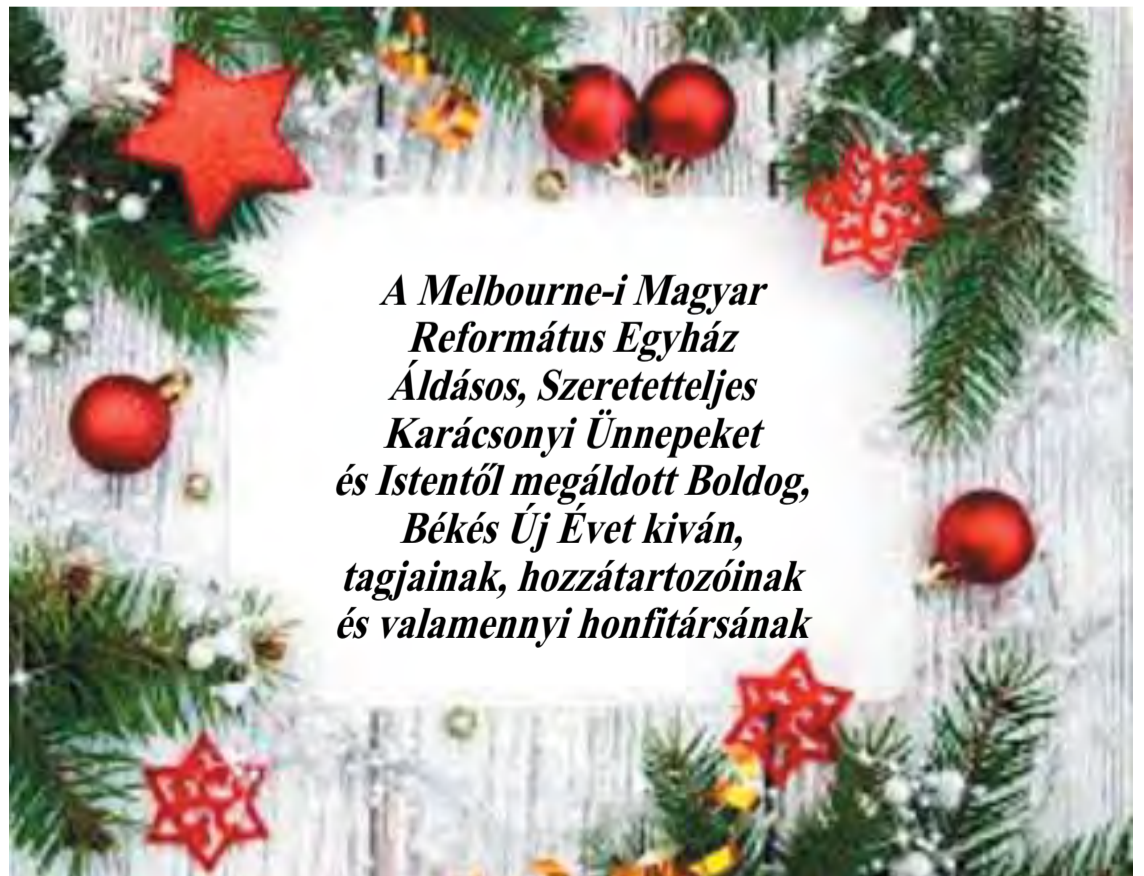 A Melbourne-i Magyar
Református Egyház
Áldásos, Szeretetteljes
Karácsonyi Ünnepeket
és Istentől megáldott Boldog,
Békés Új Évet kiván,
tagjainak, hozzátartozóinak
és valamennyi honfitársának